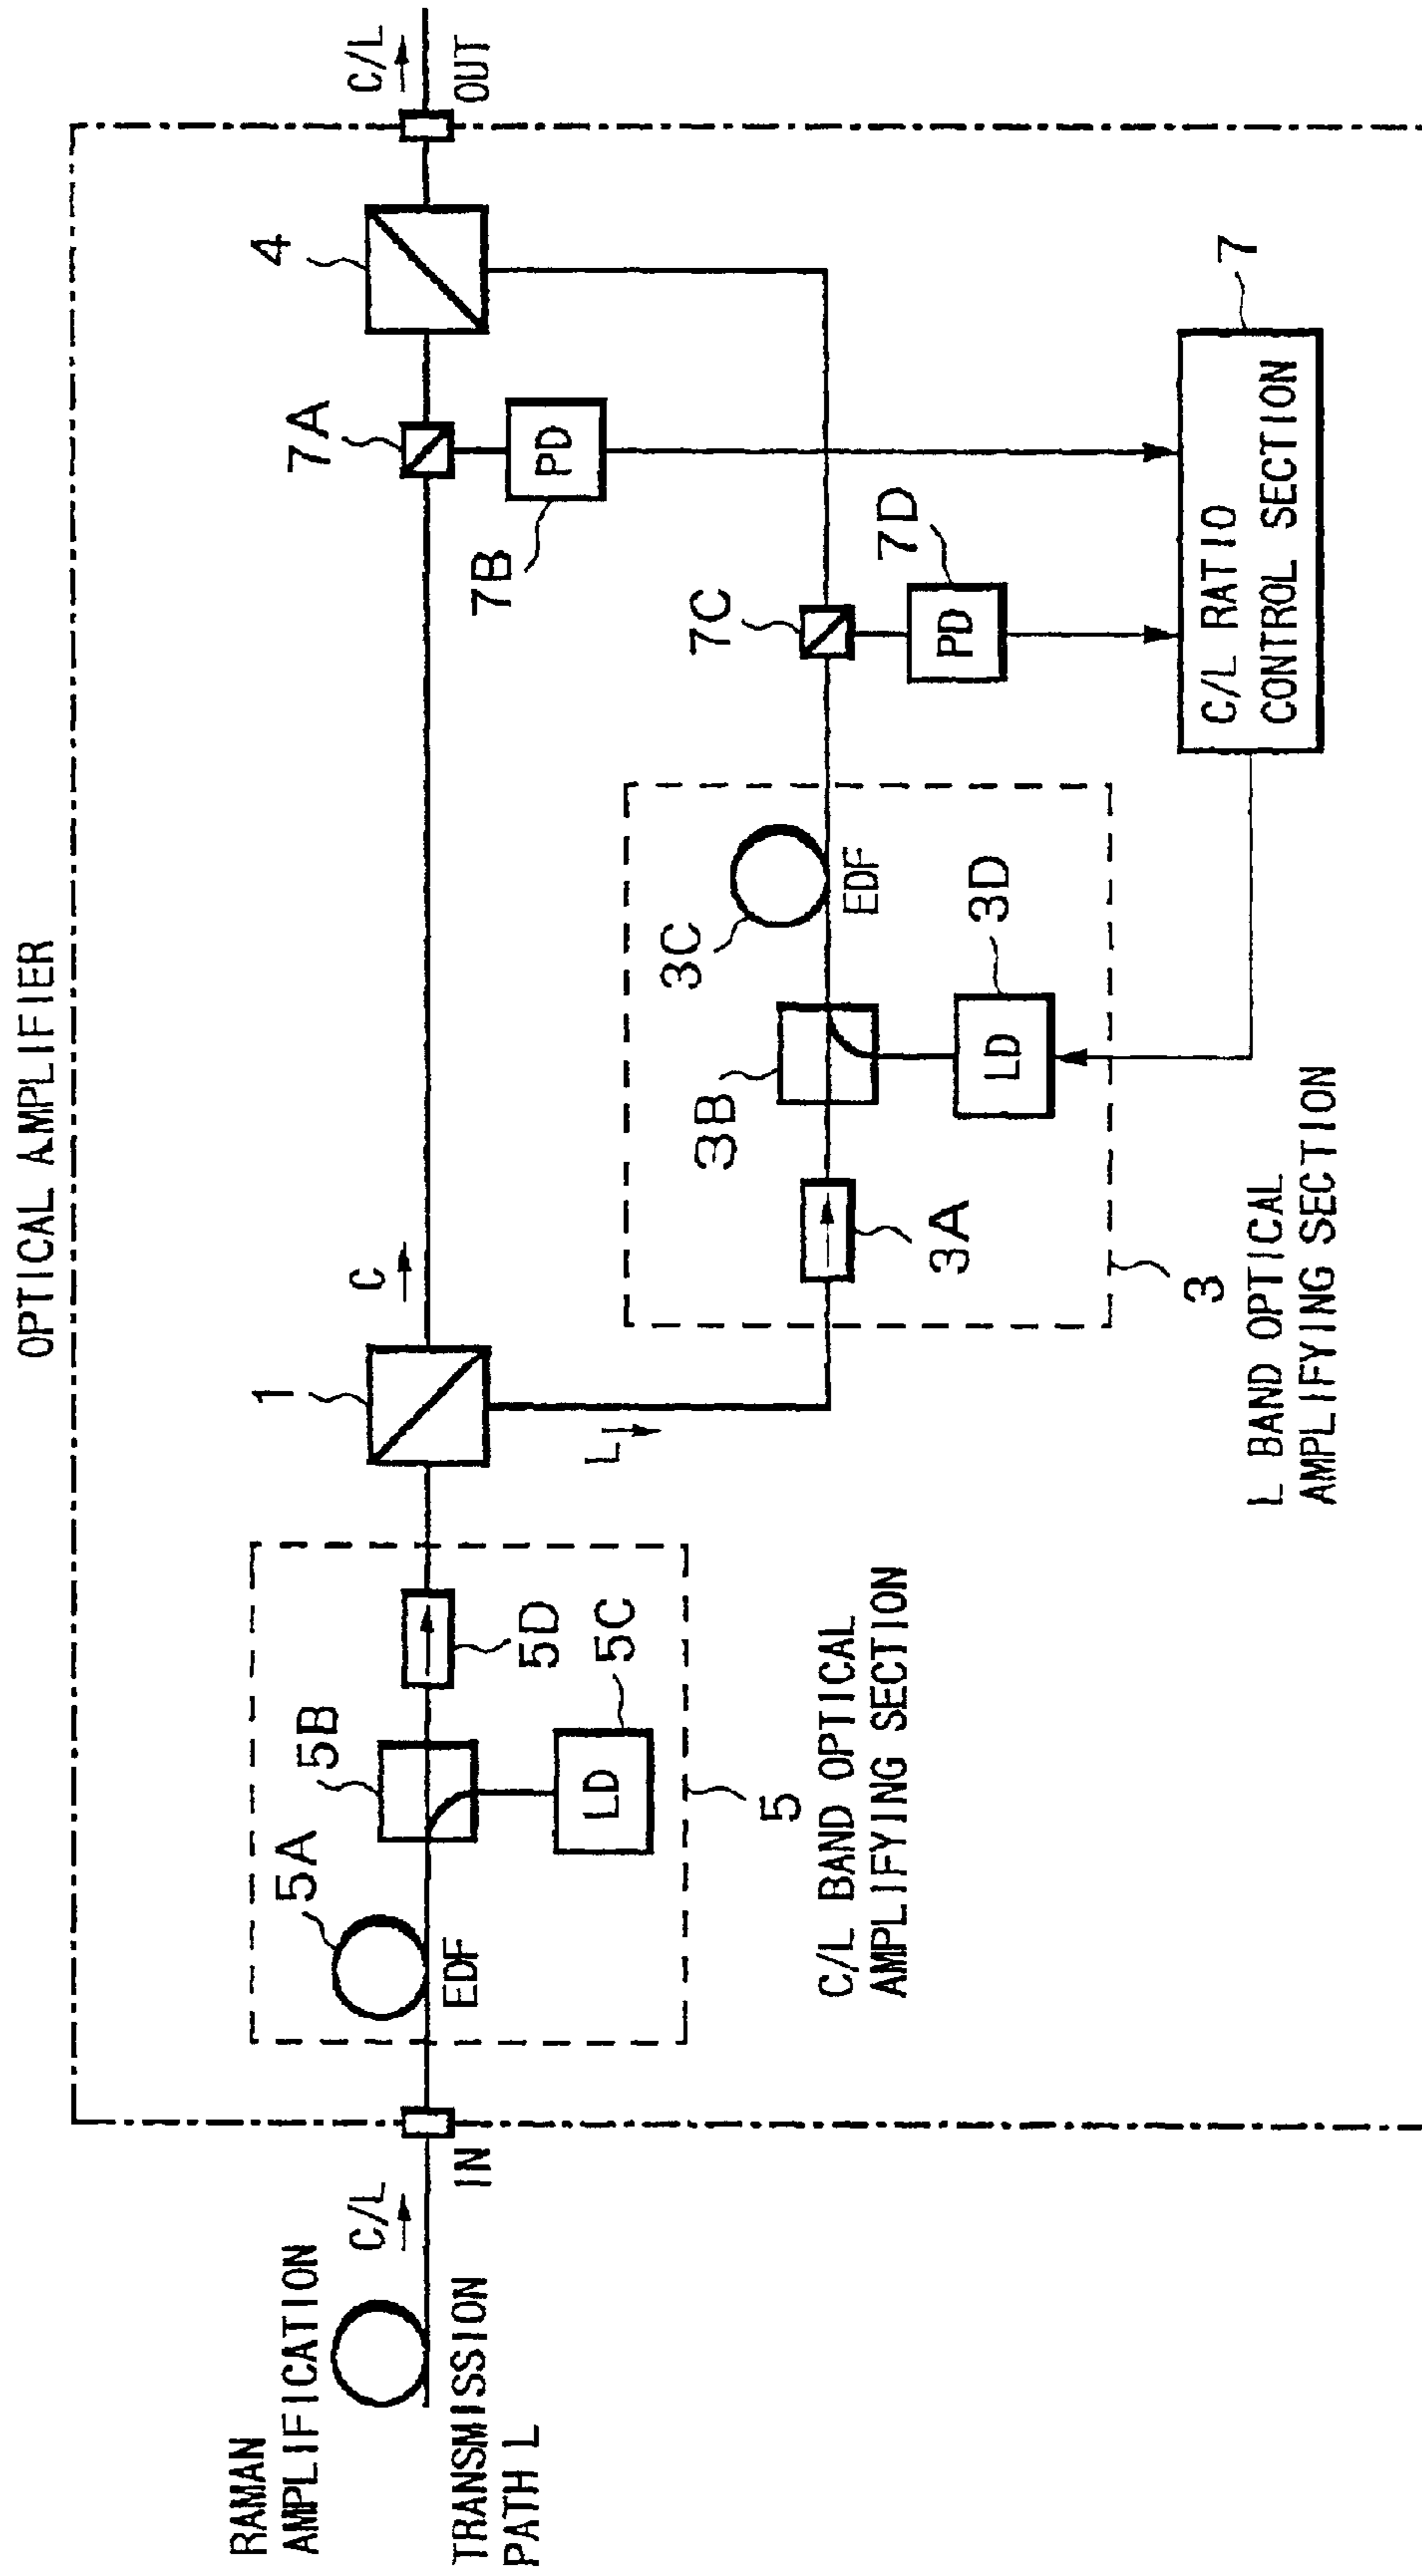 OPTICAL AMPLIFIER
RAMAN
AMPLIFICATION
TRANSMISSION
PATH L
C/L
IN
5A
EDF
5B
LD
5C
5D
5
C/L BAND OPTICAL
AMPLIFYING SECTION
1
C
L
3A
3B
3C
EDF
LD
3D
3
L BAND OPTICAL
AMPLIFYING SECTION
7A
PD
7B
7C
PD
7D
C/L RATIO
CONTROL SECTION
7
4
C/L
OUT